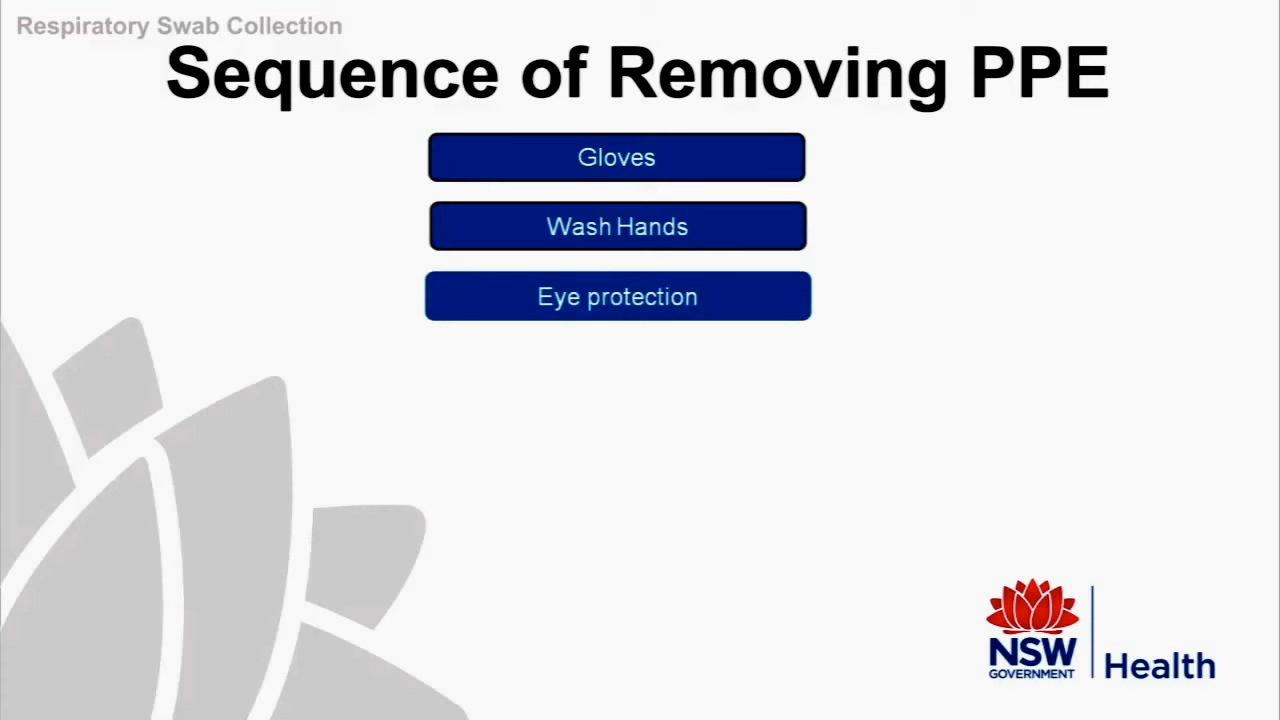 Respiratory Swab Collection
Sequence of Removing PPE
Gloves
Wash Hands
Eye protection
NSW
GOVERNMENT
Health